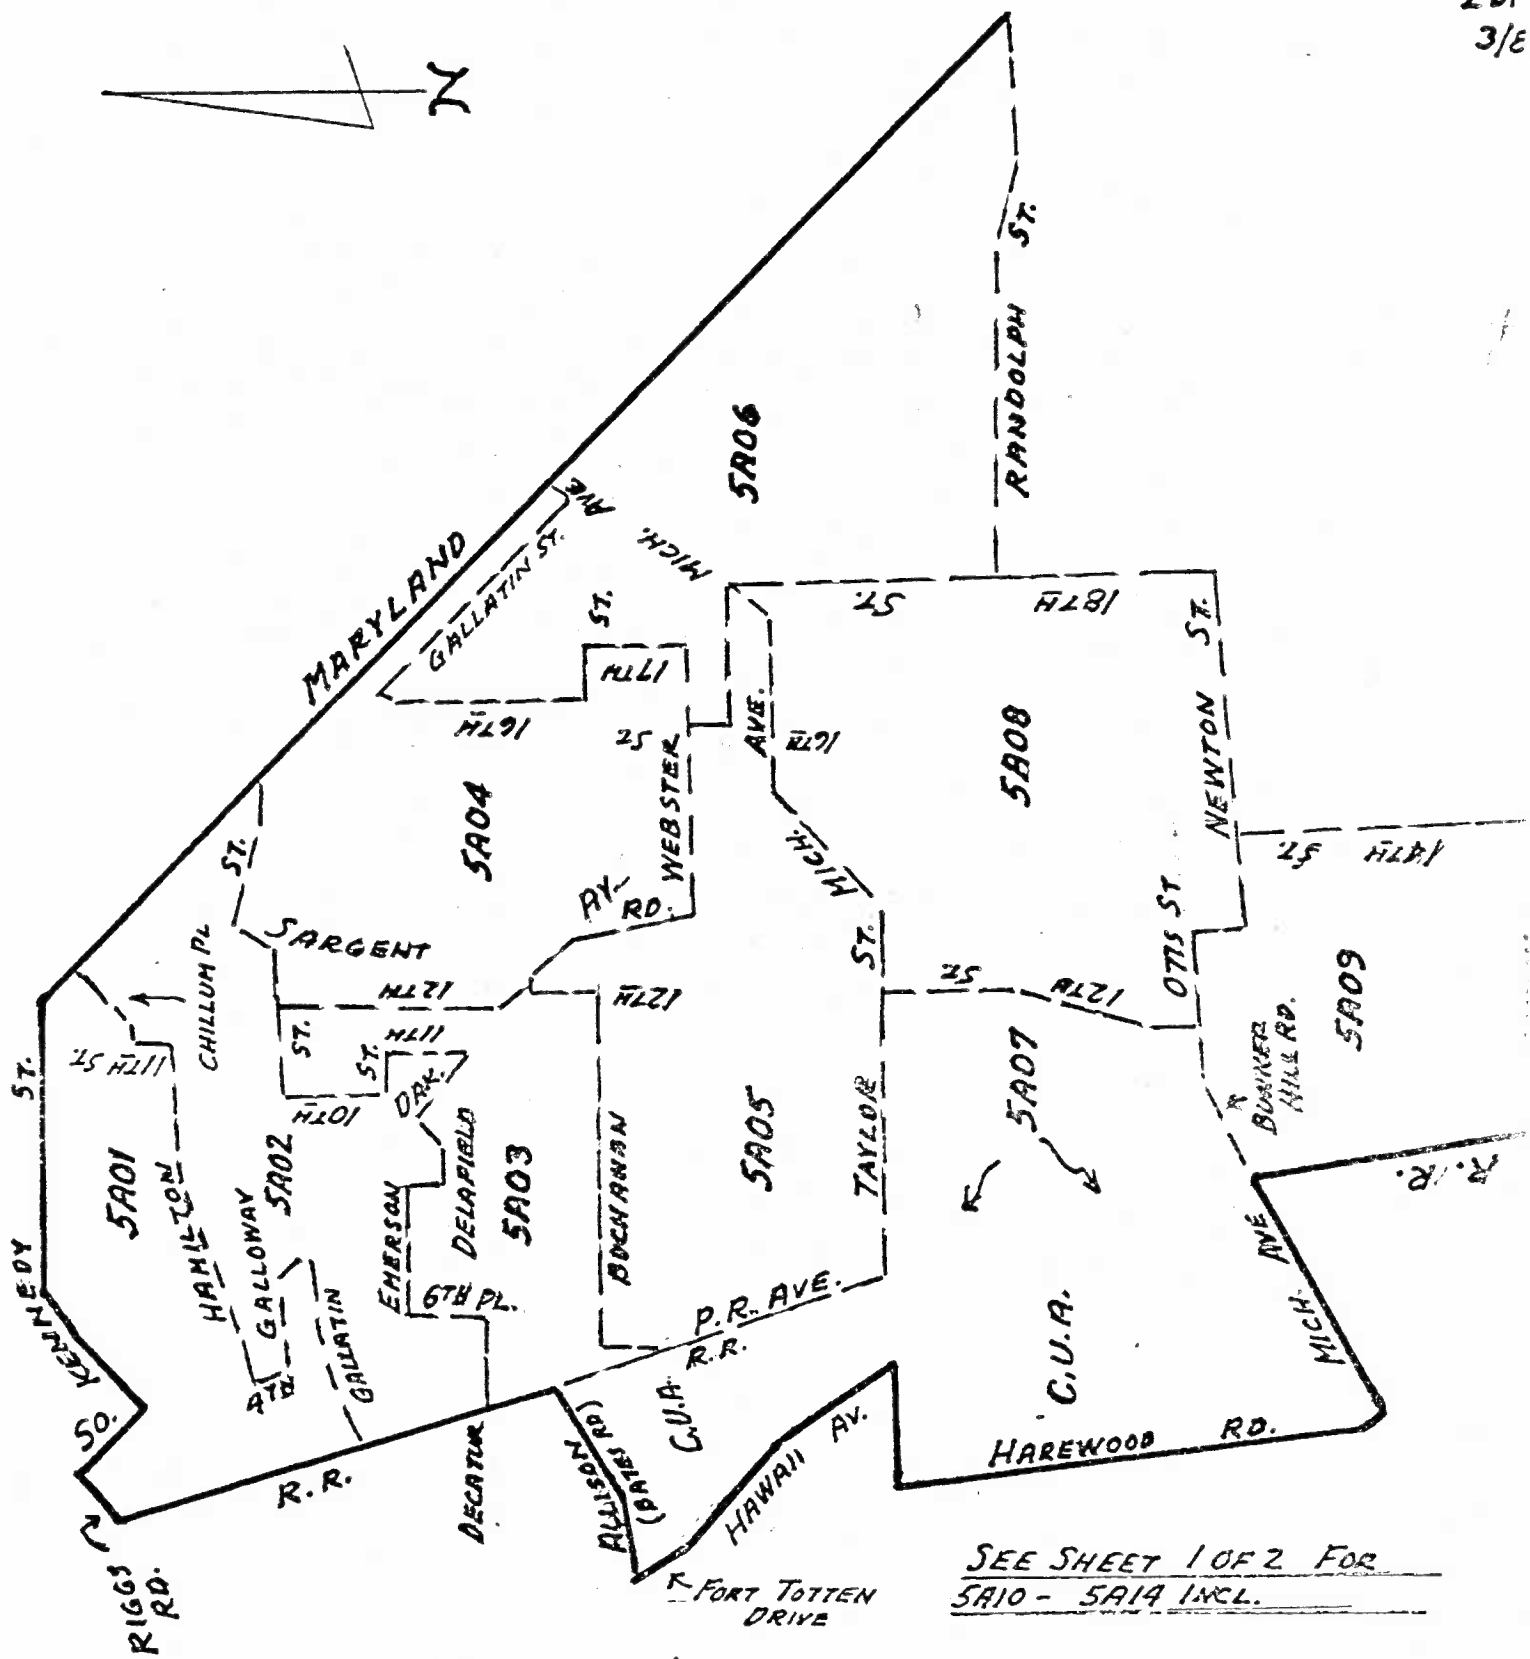 3/8
N
MARYLAND
KENNEDY ST.
SO.
RIGGS
RD.
5A01
11TH ST.
CHILLUM PL
HAMILTON
GALLOWAY
5A02
GALLATIN
R.R.
SARGENT
ST.
12TH
ST.
10TH
11TH
ST.
EMERSON
DELAFIELD
6TH PL.
DECATUR
5A03
5A04
GALLATIN ST.
MICH.
AVE
16TH
17TH
ST.
ST
WEBSTER
RD.
12TH
BUCHANAN
5A05
5A06
RANDOLPH ST.
18TH
ST.
AVE.
16TH
MICH.
TAYLOR ST.
P.R. AVE.
R.R.
C.U.A
ALLISON
(BATES RD)
HAWAII AV.
FORT TOTTEN
DRIVE
5A07
12TH
ST
5A08
OTIS ST
NEWTON ST.
14TH
ST.
5A09
BUNKER
HILL RD.
R.R.
MICH. AVE
C.U.A.
HAREWOOD RD.
SEE SHEET 1 OF 2 FOR
5A10 - 5A14 INCL.